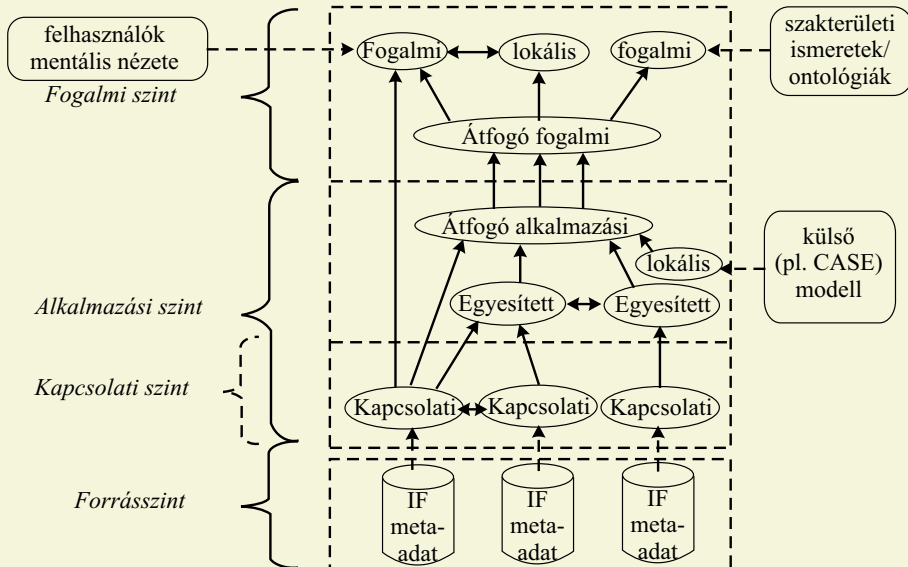 felhasználók
mentális nézete
Fogalmi
lokális
fogalmi
szakterületi
ismeretek/
ontológiák
Fogalmi szint
Átfogó fogalmi
Átfogó alkalmazási
lokális
külső
(pl. CASE)
modell
Alkalmazási szint
Egyesített
Egyesített
Kapcsolati szint
Kapcsolati
Kapcsolati
Kapcsolati
Forrásszint
IF
meta-
adat
IF
meta-
adat
IF
meta-
adat